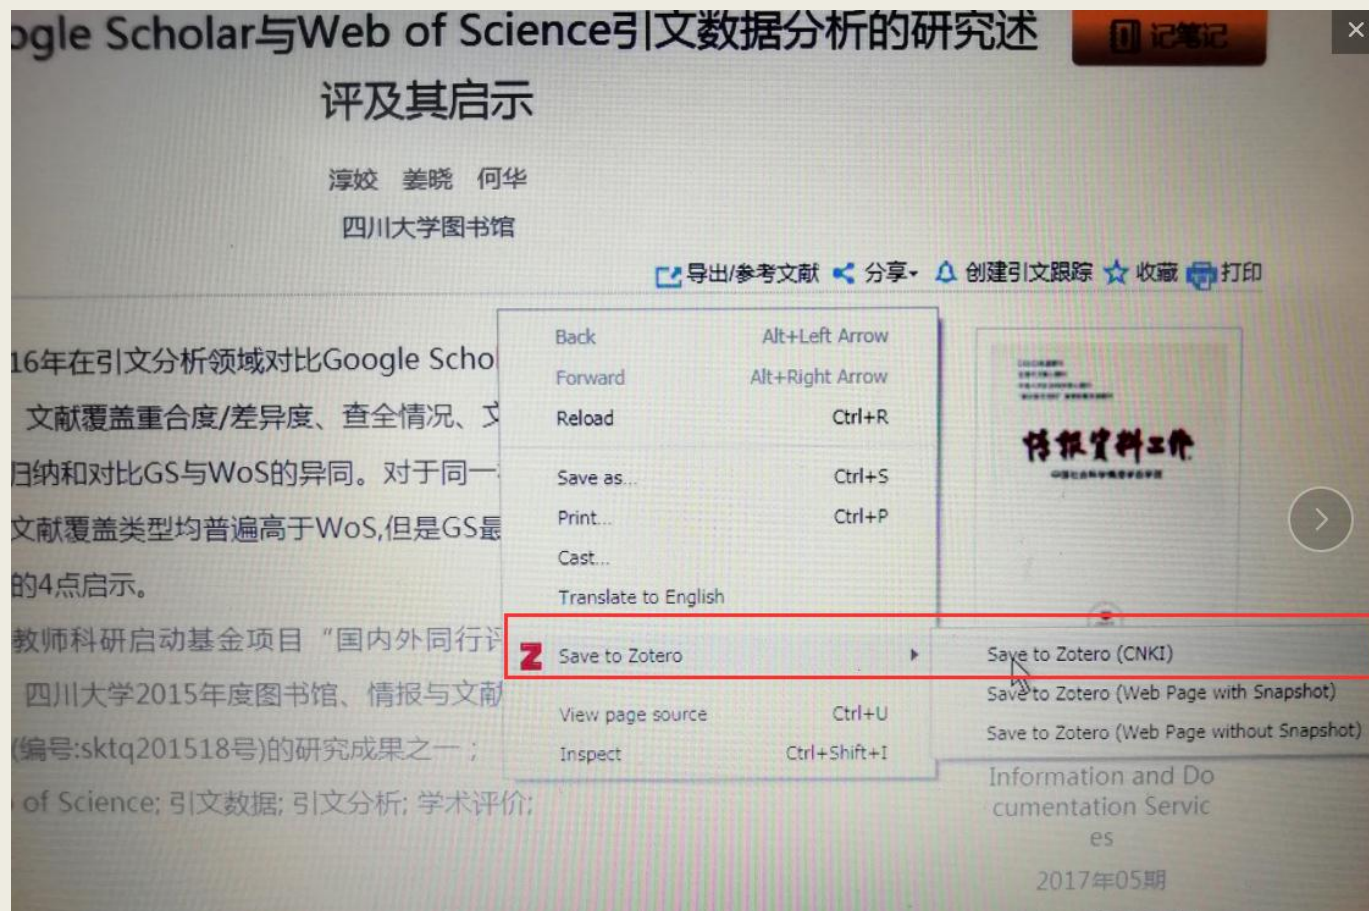 ogle Scholar与Web of Science引文数据分析的研究述
评及其启示
记笔记
淳姣 姜晓 何华
四川大学图书馆
导出/参考文献 分享 创建引文跟踪 收藏 打印
16年在引文分析领域对比Google Scho
文献覆盖重合度/差异度、查全情况、文
归纳和对比GS与WoS的异同。对于同一
文献覆盖类型均普遍高于WoS,但是GS最
的4点启示。
教师科研启动基金项目“国内外同行评
四川大学2015年度图书馆、情报与文献
(编号:sktq201518号)的研究成果之一；
of Science; 引文数据; 引文分析; 学术评价;
Back Alt+Left Arrow
Forward Alt+Right Arrow
Reload Ctrl+R
Save as... Ctrl+S
Print... Ctrl+P
Cast...
Translate to English
Z Save to Zotero
View page source Ctrl+U
Inspect Ctrl+Shift+I
Save to Zotero (CNKI)
Save to Zotero (Web Page with Snapshot)
Save to Zotero (Web Page without Snapshot)
情报资料工作
Information and Do
cumentation Servic
es
2017年05期